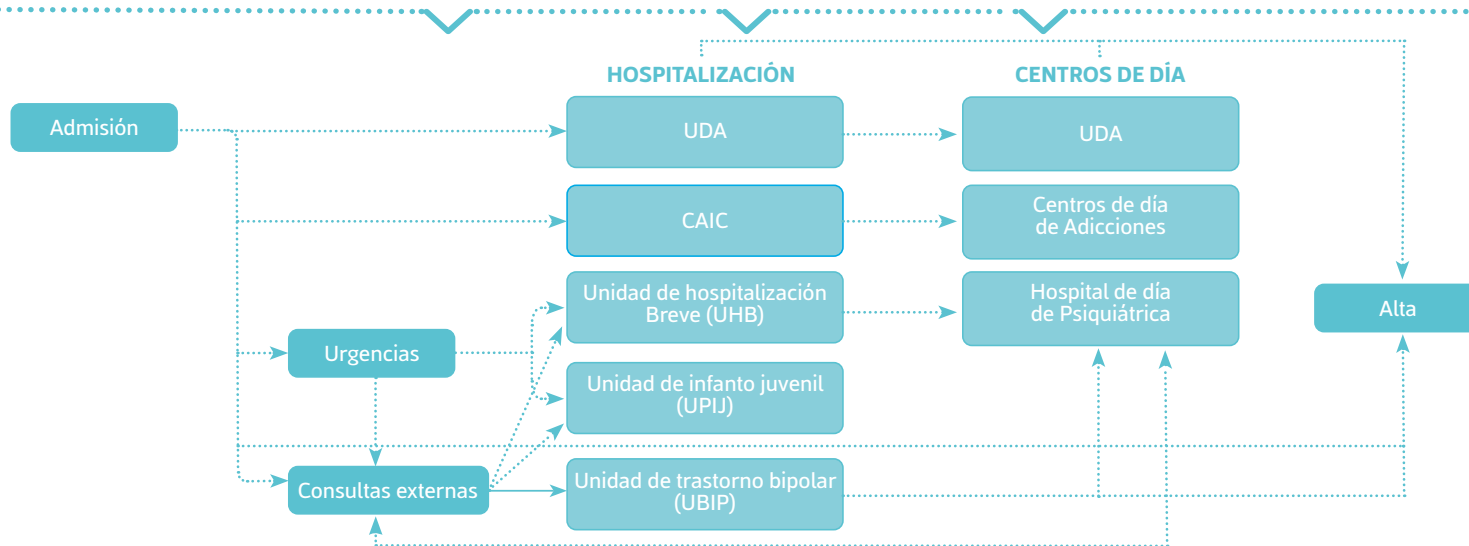 HOSPITALIZACIÓN
CENTROS DE DÍA
Admisión
UDA
UDA
CAIC
Centros de día
de Adicciones
Unidad de hospitalización
Breve (UHB)
Hospital de día
de Psiquiátrica
Alta
Urgencias
Unidad de infanto juvenil
(UPIJ)
Consultas externas
Unidad de trastorno bipolar
(UBIP)